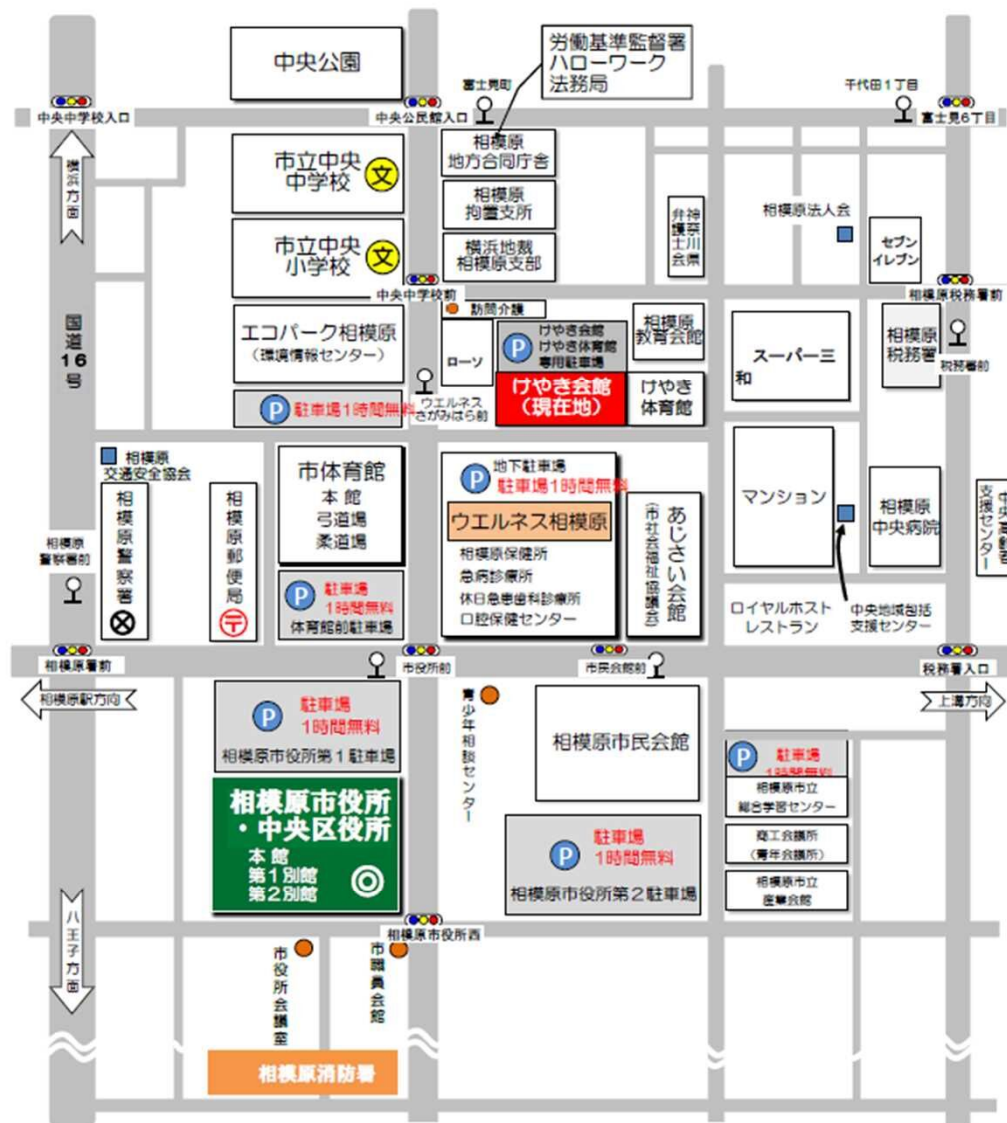 中央公園
労働基準監督署
ハローワーク
法務局
富士見町
千代田1丁目
中央中学校入口
中央公民館入口
富士見6丁目
横浜方面
市立中央
中学校
文
相模原
地方合同庁舎
相模原
拘置支所
神奈川県
弁護士会
相模原法人会
セブン
イレブン
市立中央
小学校
文
横浜地裁
相模原支部
中央中学校前
相模原税務署前
国道16号
エコパーク相模原
(環境情報センター)
訪問介護
ローソ
P
けやき会館
けやき体育館
専用駐車場
相模原
教育会館
スーパー三
和
相模原
税務署
税務署前
けやき会館
(現在地)
けやき
体育館
P
駐車場1時間無料
ウエルネス
さがみはら前
相模原
交通安全協会
相模原警察署
相模原郵便局
〒
相模原
警察署前
市体育館
本館
弓道場
柔道場
P
駐車場
1時間無料
体育館前駐車場
P
地下駐車場
駐車場1時間無料
ウエルネス相模原
相模原保健所
急病診療所
休日急患歯科診療所
口腔保健センター
あじさい会館
(市社会福祉協議会)
マンション
相模原
中央病院
支援センター
ロイヤルホスト
レストラン
中央地域包括
支援センター
相模原署前
市役所前
市民会館前
税務署入口
相模原駅方向
上溝方向
P
駐車場
1時間無料
相模原市役所第1駐車場
青少年相談センター
相模原市民会館
P
駐車場
1時間無料
相模原市立
総合学習センター
商工会議所
(青年会議所)
相模原市立
産業会館
相模原市役所
・中央区役所
本館
第1別館
第2別館
P
駐車場
1時間無料
相模原市役所第2駐車場
相模原市役所西
八王子方面
市役所会議室
市職員会館
相模原消防署